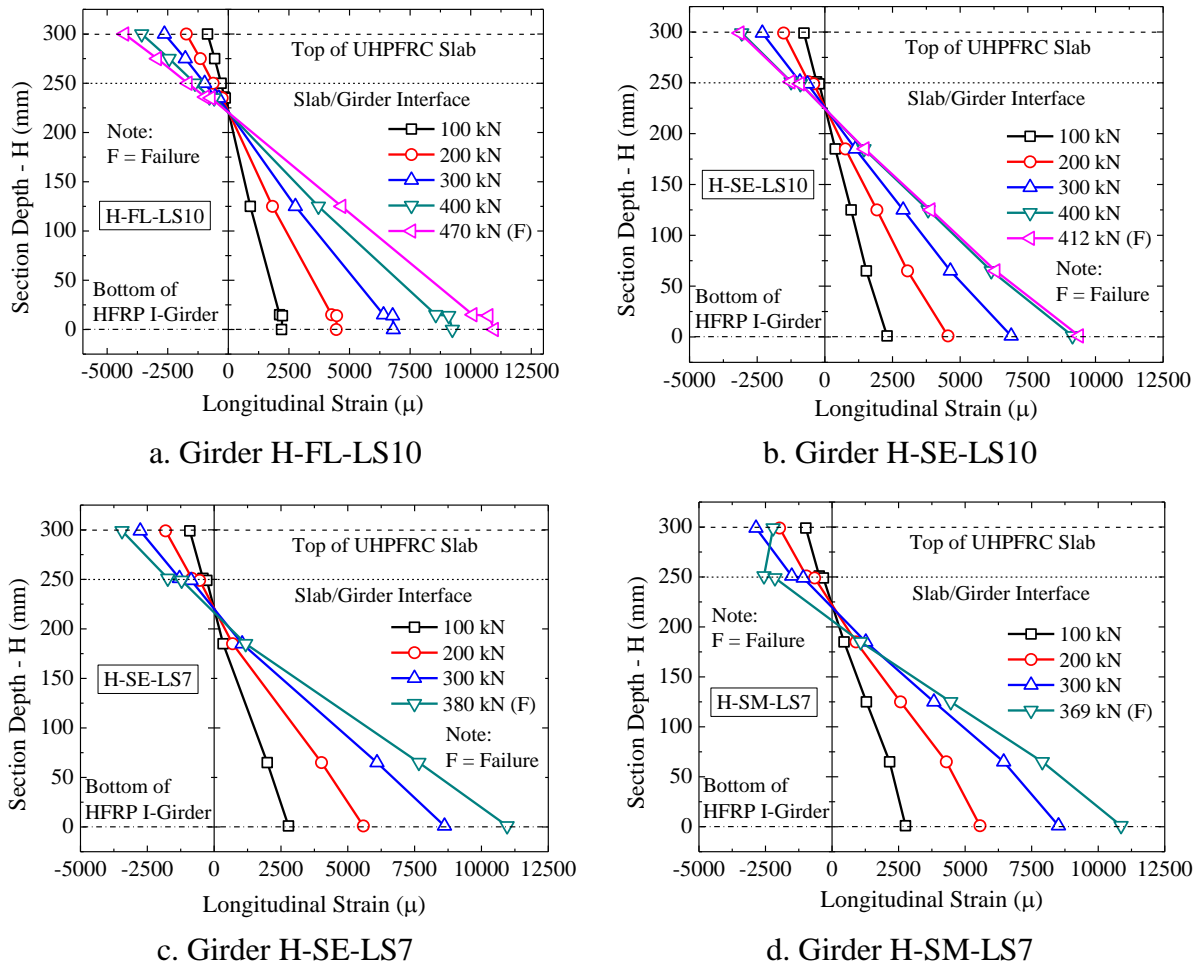 300
250
200
150
100
50
0
Section Depth - H (mm)
Top of UHPFRC Slab
Slab/Girder Interface
Note:
F = Failure
100 kN
200 kN
300 kN
400 kN
470 kN (F)
H-FL-LS10
Bottom of
HFRP I-Girder
-5000 -2500 0 2500 5000 7500 10000 12500
Longitudinal Strain (μ)
a. Girder H-FL-LS10
300
250
200
150
100
50
0
Section Depth - H (mm)
Top of UHPFRC Slab
Slab/Girder Interface
100 kN
200 kN
300 kN
400 kN
412 kN (F)
H-SE-LS10
Note:
F = Failure
Bottom of
HFRP I-Girder
-5000 -2500 0 2500 5000 7500 10000 12500
Longitudinal Strain (μ)
b. Girder H-SE-LS10
300
250
200
150
100
50
0
Section Depth - H (mm)
Top of UHPFRC Slab
Slab/Girder Interface
100 kN
200 kN
300 kN
380 kN (F)
H-SE-LS7
Note:
F = Failure
Bottom of
HFRP I-Girder
-5000 -2500 0 2500 5000 7500 10000 12500
Longitudinal Strain (μ)
c. Girder H-SE-LS7
300
250
200
150
100
50
0
Section Depth - H (mm)
Top of UHPFRC Slab
Slab/Girder Interface
Note:
F = Failure
100 kN
200 kN
300 kN
369 kN (F)
H-SM-LS7
Bottom of
HFRP I-Girder
-5000 -2500 0 2500 5000 7500 10000 12500
Longitudinal Strain (μ)
d. Girder H-SM-LS7